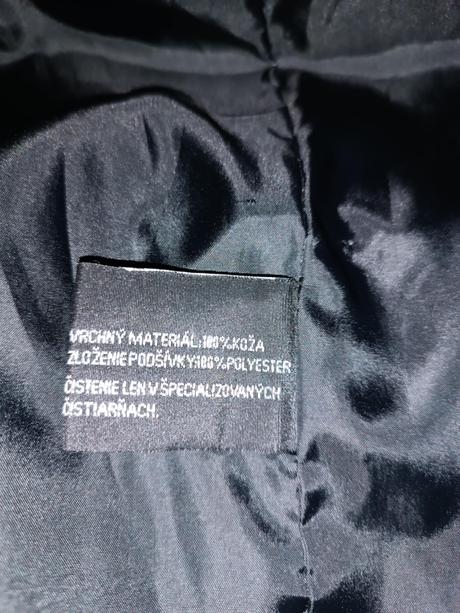 VRCHNÝ MATERIÁL:100%KOŽA
ZLOŽENIE PODŠÍVKY:100%POLYESTER
ČISTENIE LEN V ŠPECIALIZOVANÝCH
ČISTIARŇACH.